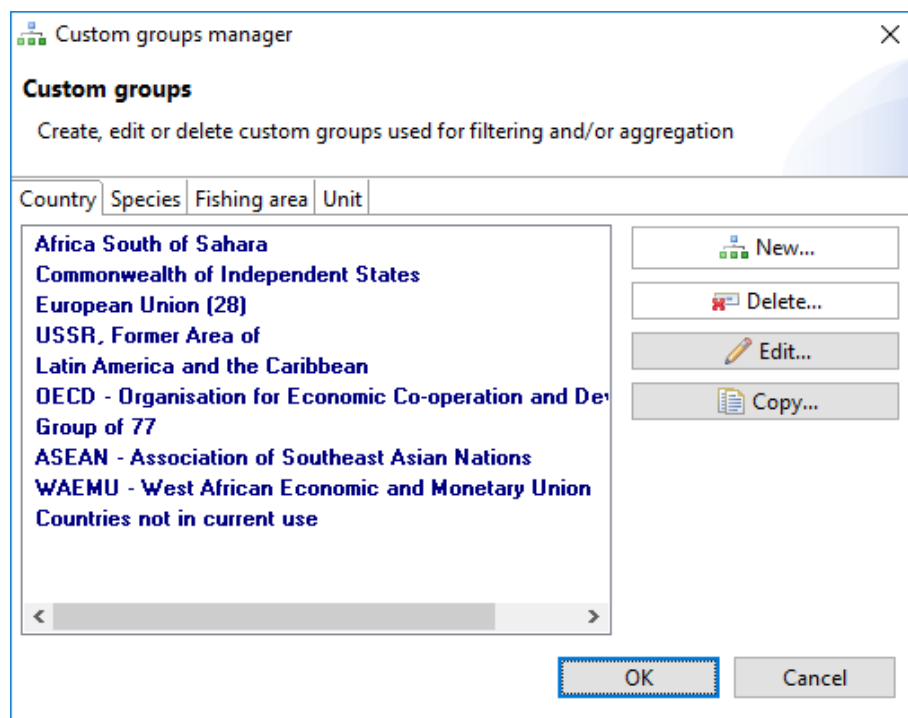 Custom groups manager
Custom groups
Create, edit or delete custom groups used for filtering and/or aggregation
Country Species Fishing area Unit
Africa South of Sahara
Commonwealth of Independent States
European Union (28)
USSR, Former Area of
Latin America and the Caribbean
OECD - Organisation for Economic Co-operation and De
Group of 77
ASEAN - Association of Southeast Asian Nations
WAEMU - West African Economic and Monetary Union
Countries not in current use
New...
Delete...
Edit...
Copy...
OK Cancel